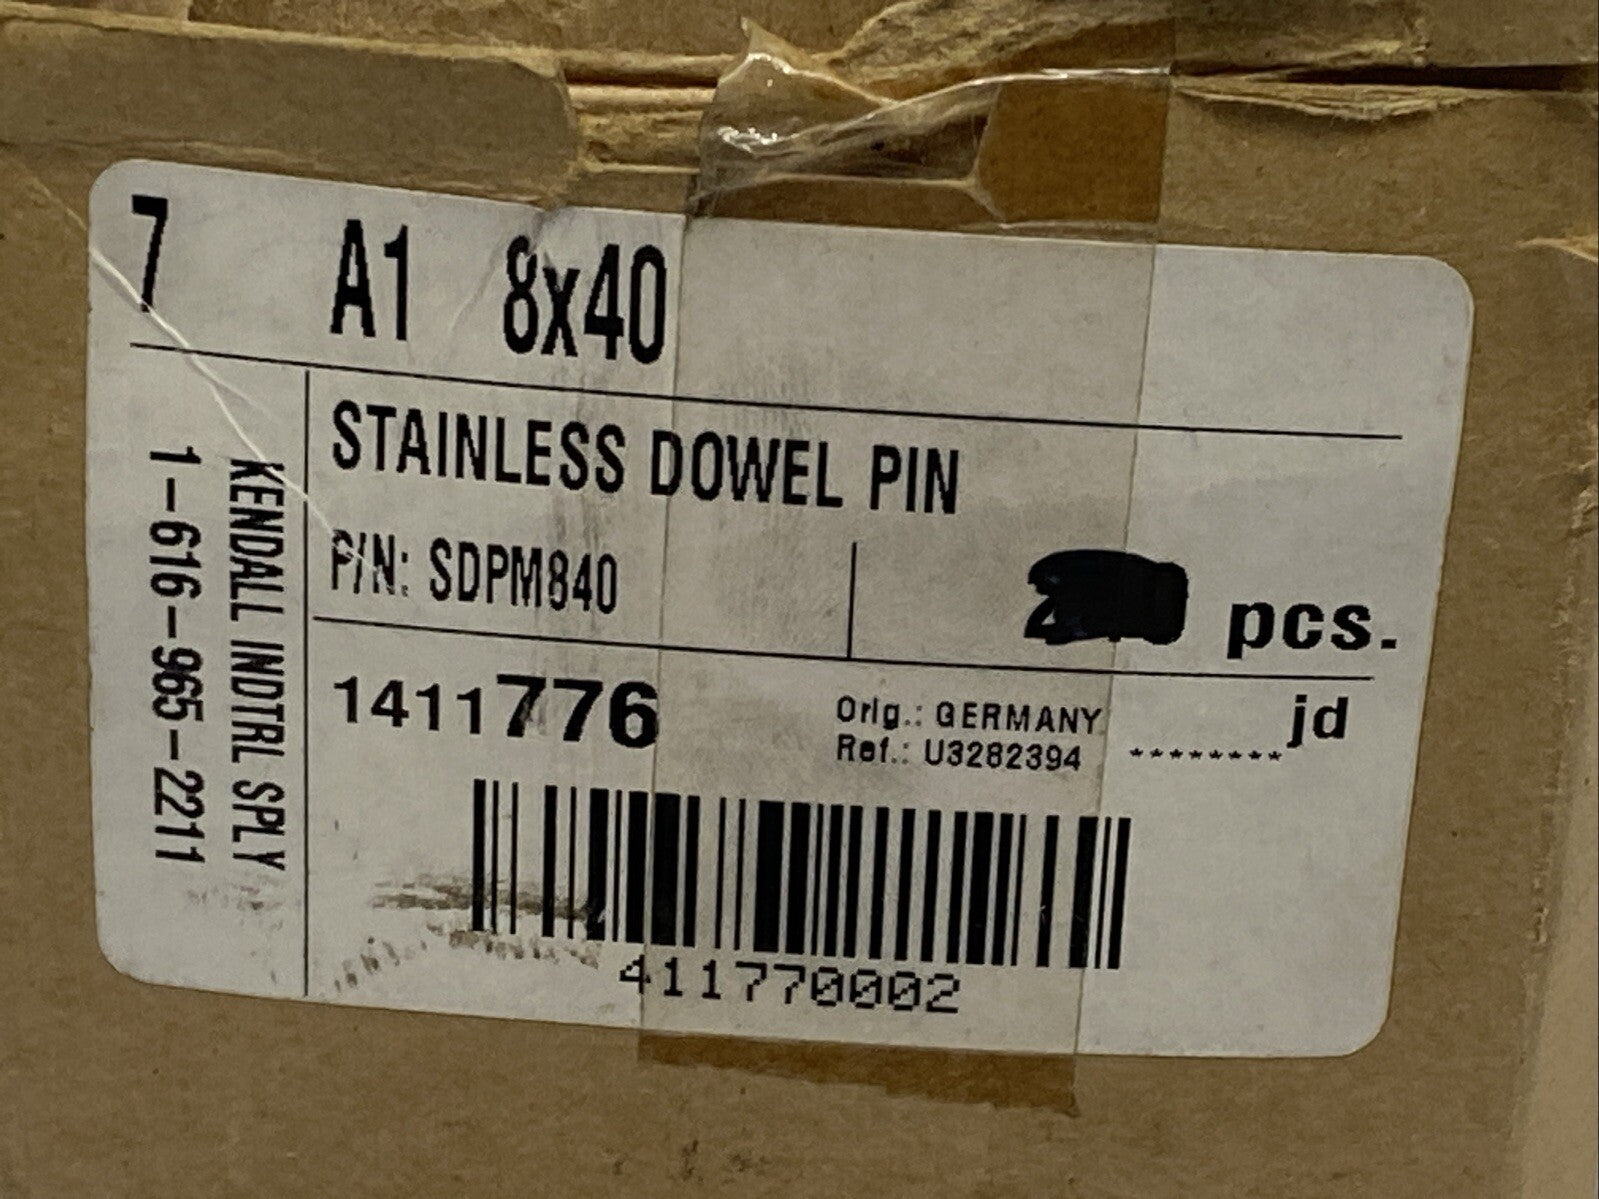 7 A1 8x40
STAINLESS DOWEL PIN
P/N: SDPM840
pcs.
1411776
Orig.: GERMANY
Ref.: U3282394 ********jd
411770002
KENDALL INDTRL SPLY
1-616-965-2211